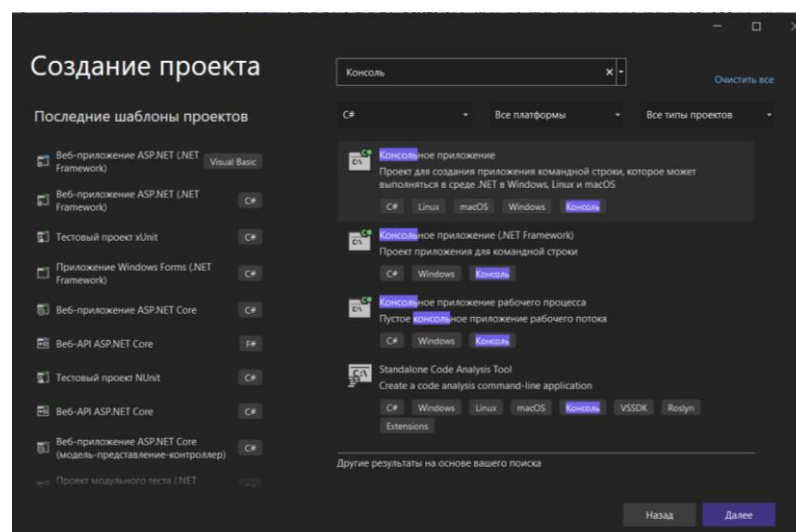 Создание проекта
Последние шаблоны проектов
Веб-приложение ASP.NET (.NET
Framework)
Visual Basic
Веб-приложение ASP.NET (.NET
Framework)
C#
Тестовый проект xUnit
C#
Приложение Windows Forms (.NET
Framework)
C#
Веб-приложение ASP.NET Core
C#
Веб-API ASP.NET Core
F#
Тестовый проект NUnit
C#
Веб-API ASP.NET Core
C#
Веб-приложение ASP.NET Core
(модель-представление-контроллер)
C#
Проект модульного теста (.NET
Консоль
Очистить все
C#
Все платформы
Все типы проектов
Консольное приложение
Проект для создания приложения командной строки, которое может
выполняться в среде .NET в Windows, Linux и macOS
C# Linux macOS Windows Консоль
Консольное приложение (.NET Framework)
Проект приложения для командной строки
C# Windows Консоль
Консольное приложение рабочего процесса
Пустое консольное приложение рабочего потока
C# Windows Консоль
Standalone Code Analysis Tool
Create a code analysis command-line application
C# Windows Linux macOS Консоль VSSDK Roslyn
Extensions
Другие результаты на основе вашего поиска
Назад
Далее